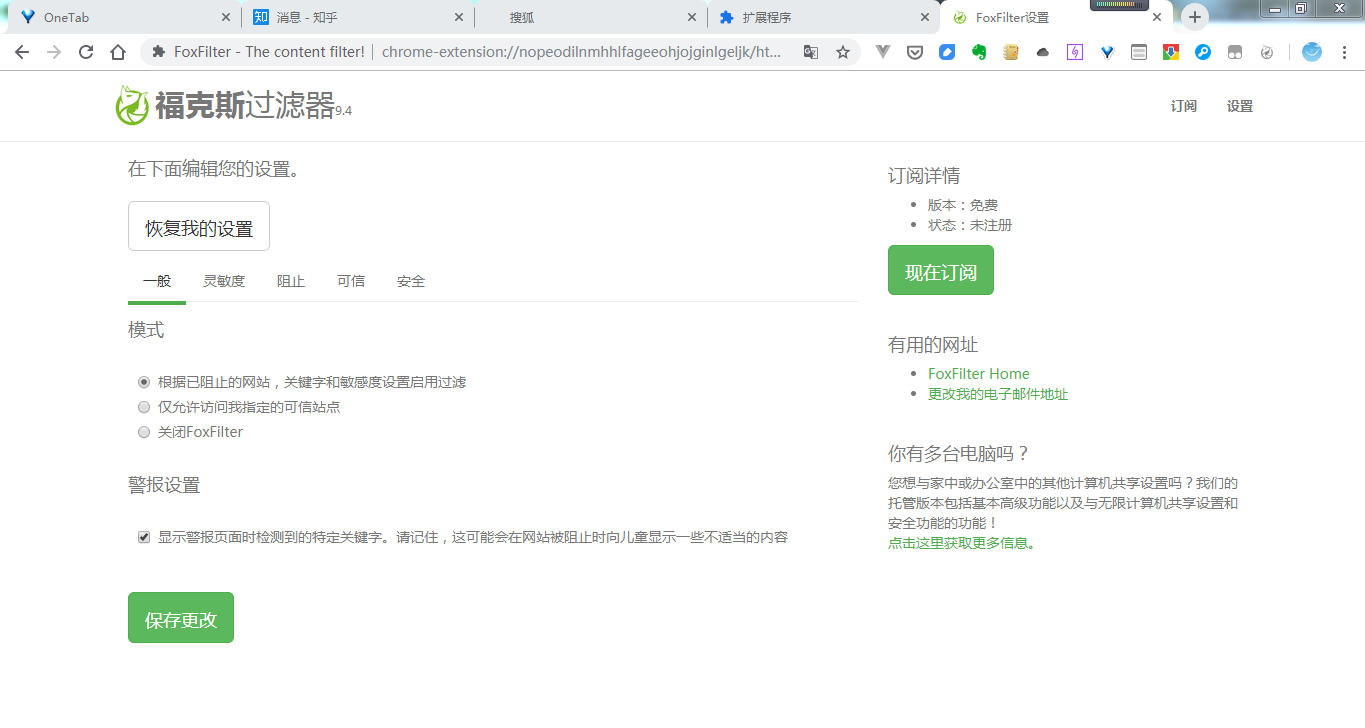 OneTab
知 消息 - 知乎
搜狐
扩展程序
FoxFilter设置
FoxFilter - The content filter! | chrome-extension://nopeodilnmhhlfageeohjojginlgeljk/ht...
福克斯过滤器9.4
订阅
设置
在下面编辑您的设置。
恢复我的设置
一般
灵敏度
阻止
可信
安全
模式
根据已阻止的网站，关键字和敏感度设置启用过滤
仅允许访问我指定的可信站点
关闭FoxFilter
警报设置
显示警报页面时检测到的特定关键字。请记住，这可能会在网站被阻止时向儿童显示一些不适当的内容
保存更改
订阅详情
版本：免费
状态：未注册
现在订阅
有用的网址
FoxFilter Home
更改我的电子邮件地址
你有多台电脑吗？
您想与家中或办公室中的其他计算机共享设置吗？我们的
托管版本包括基本高级功能以及与无限计算机共享设置和
安全功能的功能！
点击这里获取更多信息。